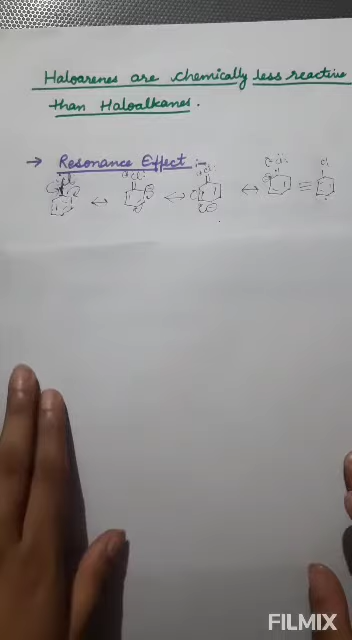 Haloarenes are chemically less reactive
than Haloalkanes.
→ Resonance Effect :-
FILMIX